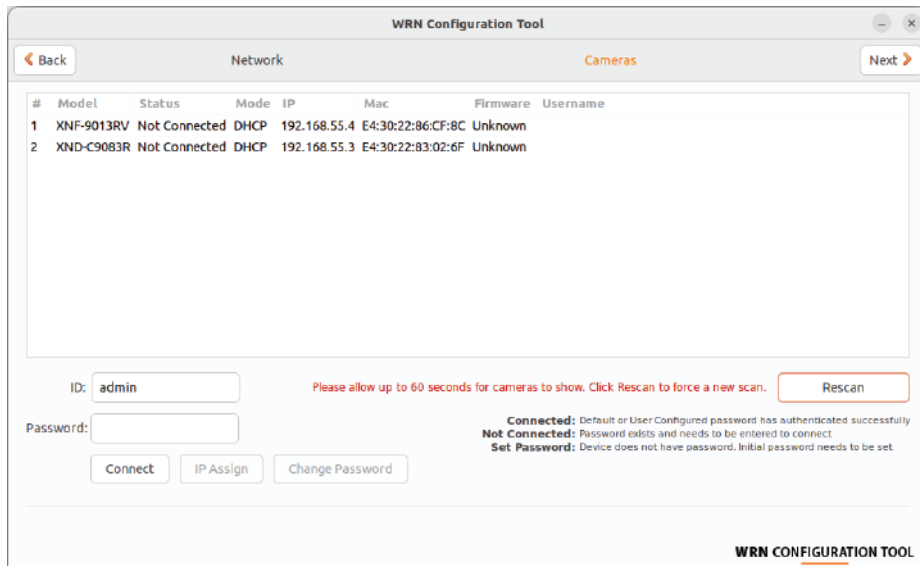 WRN Configuration Tool
Back Network Cameras Next
# Model Status Mode IP Mac Firmware Username
1 XNF-9013RV Not Connected DHCP 192.168.55.4 E4:30:22:86:CF:8C Unknown
2 XND-C9083R Not Connected DHCP 192.168.55.3 E4:30:22:83:02:6F Unknown
ID: admin Please allow up to 60 seconds for cameras to show. Click Rescan to force a new scan. Rescan
Connected: Default or User Configured password has authenticated successfully
Password: Not Connected: Password exists and needs to be entered to connect
Set Password: Device does not have password. Initial password needs to be set
Connect IP Assign Change Password
WRN CONFIGURATION TOOL